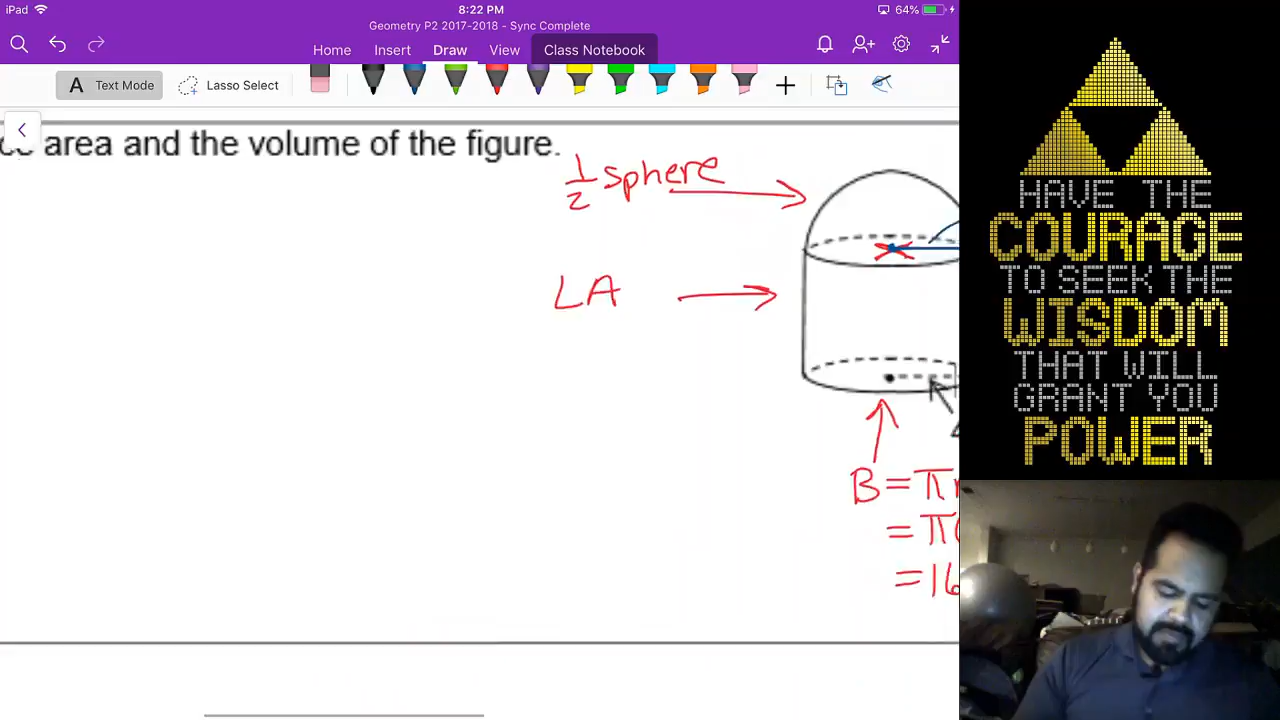 iPad 8:22 PM 64%
Geometry P2 2017-2018 - Sync Complete
Home Insert Draw View Class Notebook
A Text Mode Lasso Select
area and the volume of the figure.
1/2 sphere
LA
B = π
= π(
= 16
HAVE THE
COURAGE
TO SEEK THE
WISDOM
THAT WILL
GRANT YOU
POWER